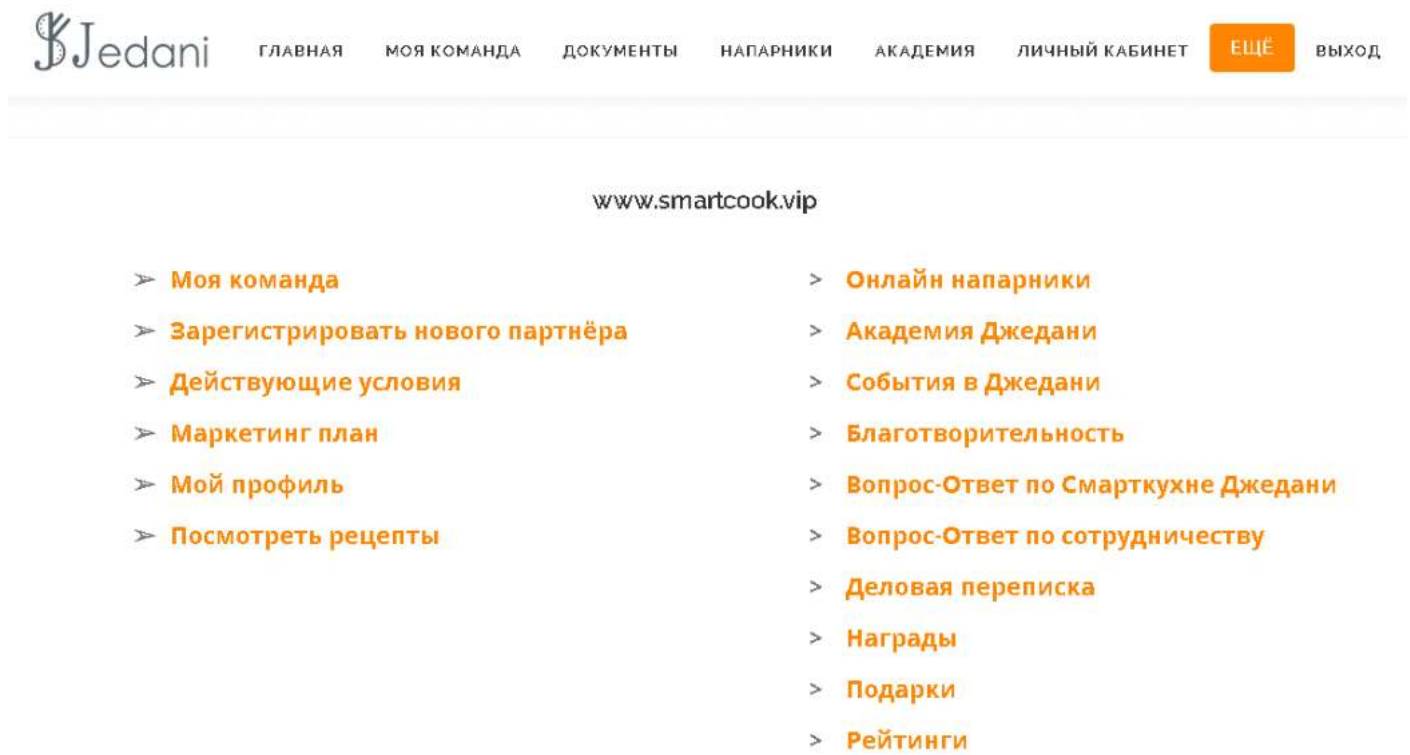 Jedani ГЛАВНАЯ МОЯ КОМАНДА ДОКУМЕНТЫ НАПАРНИКИ АКАДЕМИЯ ЛИЧНЫЙ КАБИНЕТ ЕЩЁ ВЫХОД
www.smartcook.vip
➢ Моя команда
➢ Зарегистрировать нового партнёра
➢ Действующие условия
➢ Маркетинг план
➢ Мой профиль
➢ Посмотреть рецепты
> Онлайн напарники
> Академия Джедани
> События в Джедани
> Благотворительность
> Вопрос-Ответ по Смарткухне Джедани
> Вопрос-Ответ по сотрудничеству
> Деловая переписка
> Награды
> Подарки
> Рейтинги